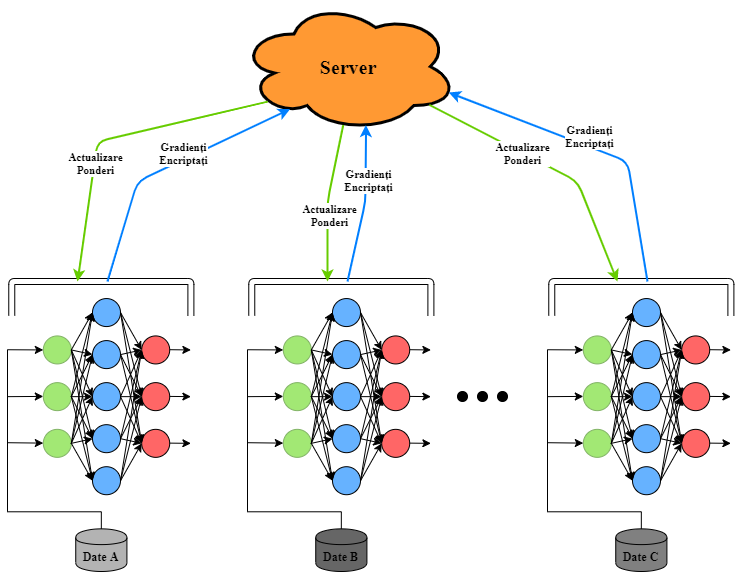 Server
Actualizare
Ponderi
Gradienți
Encriptați
Actualizare
Ponderi
Gradienți
Encriptați
Actualizare
Ponderi
Gradienți
Encriptați
Date A
Date B
Date C